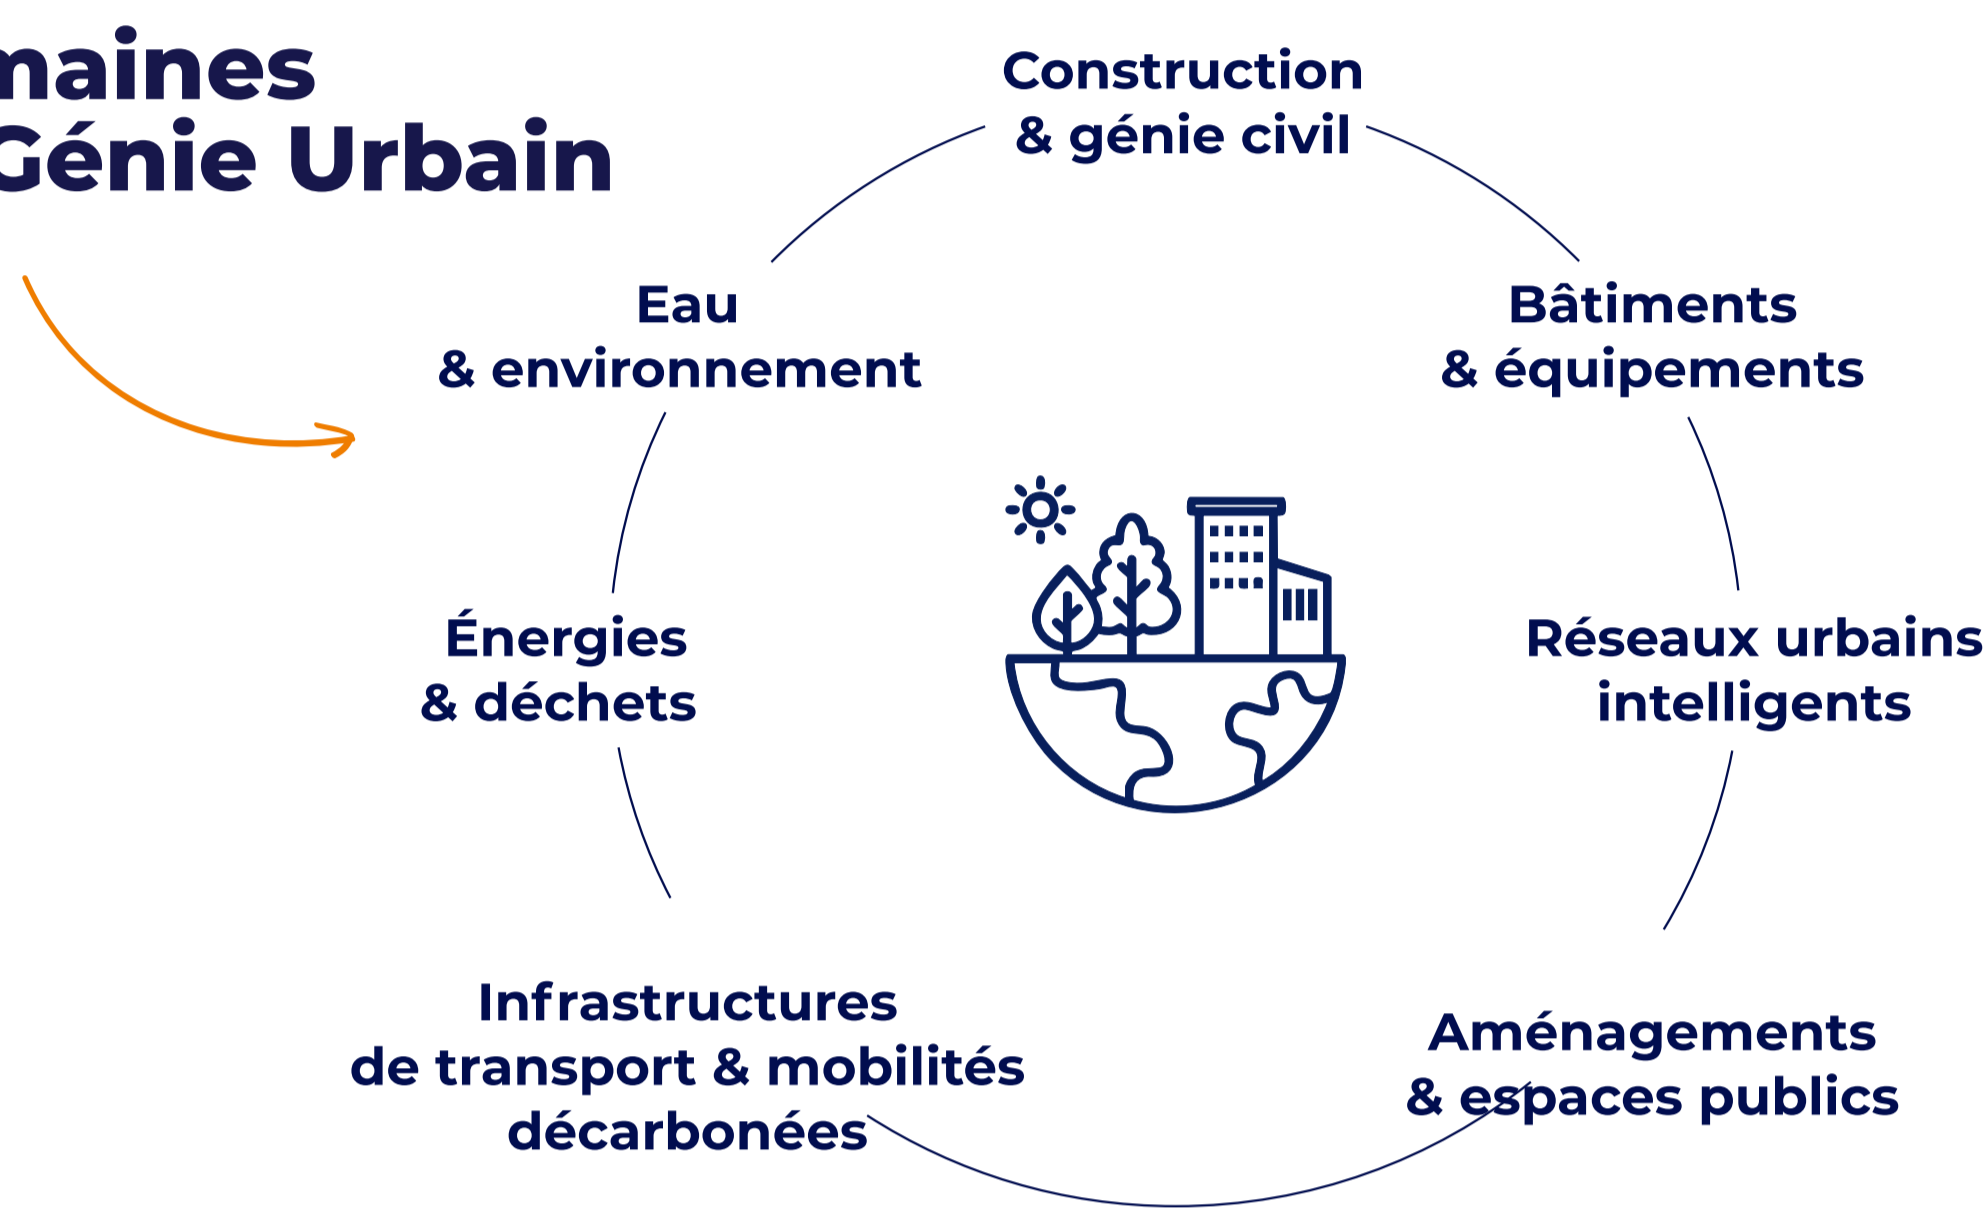 maines
Génie Urbain
Construction
& génie civil
Eau
& environnement
Bâtiments
& équipements
Énergies
& déchets
Réseaux urbains
intelligents
Infrastructures
de transport & mobilités
décarbonées
Aménagements
& espaces publics